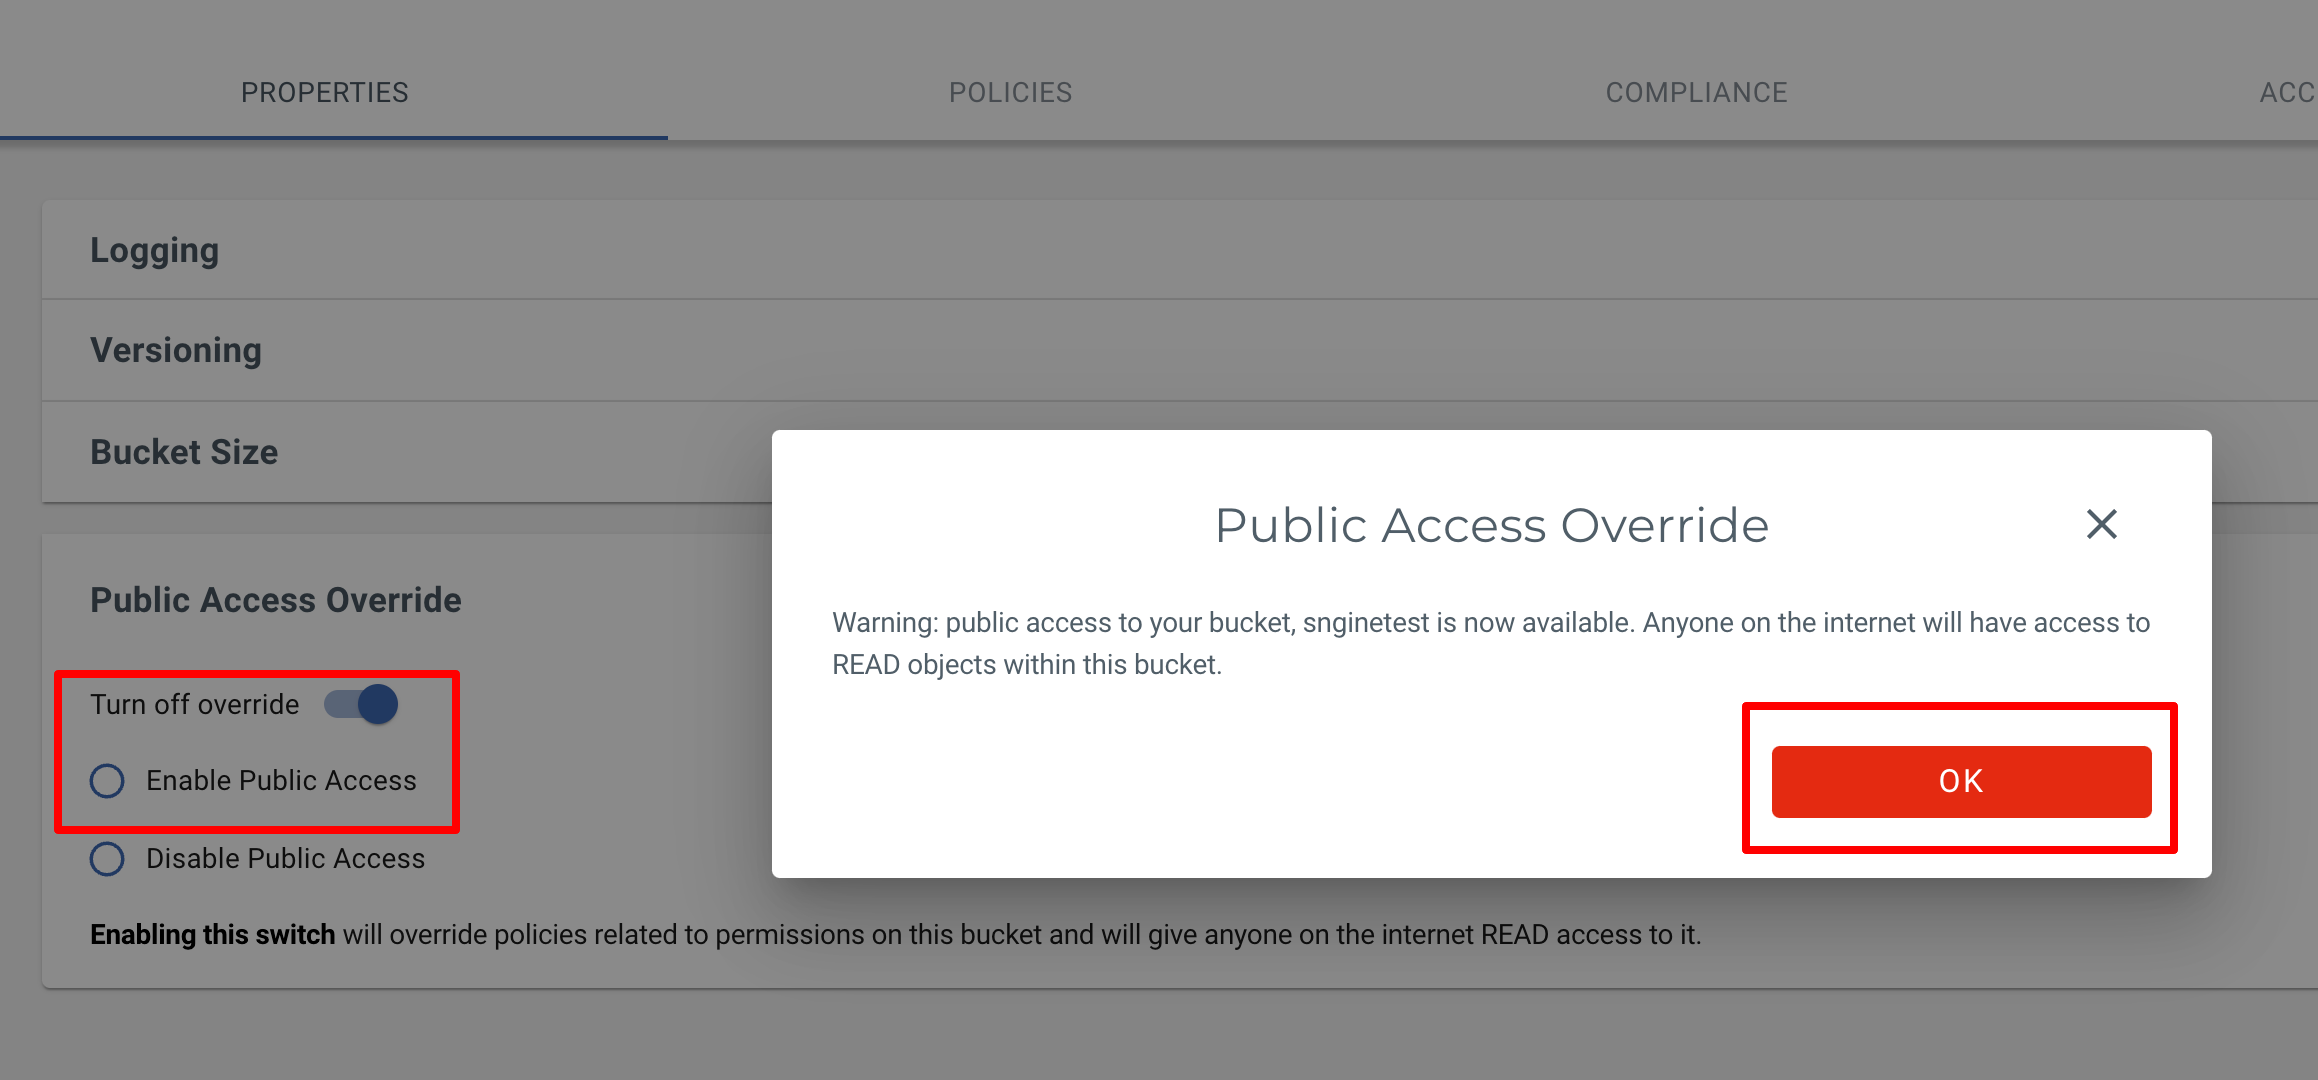 PROPERTIES
POLICIES
COMPLIANCE
ACC
Logging
Versioning
Bucket Size
Public Access Override
Turn off override
Enable Public Access
Disable Public Access
Enabling this switch will override policies related to permissions on this bucket and will give anyone on the internet READ access to it.
Public Access Override
Warning: public access to your bucket, snginetest is now available. Anyone on the internet will have access to
READ objects within this bucket.
OK